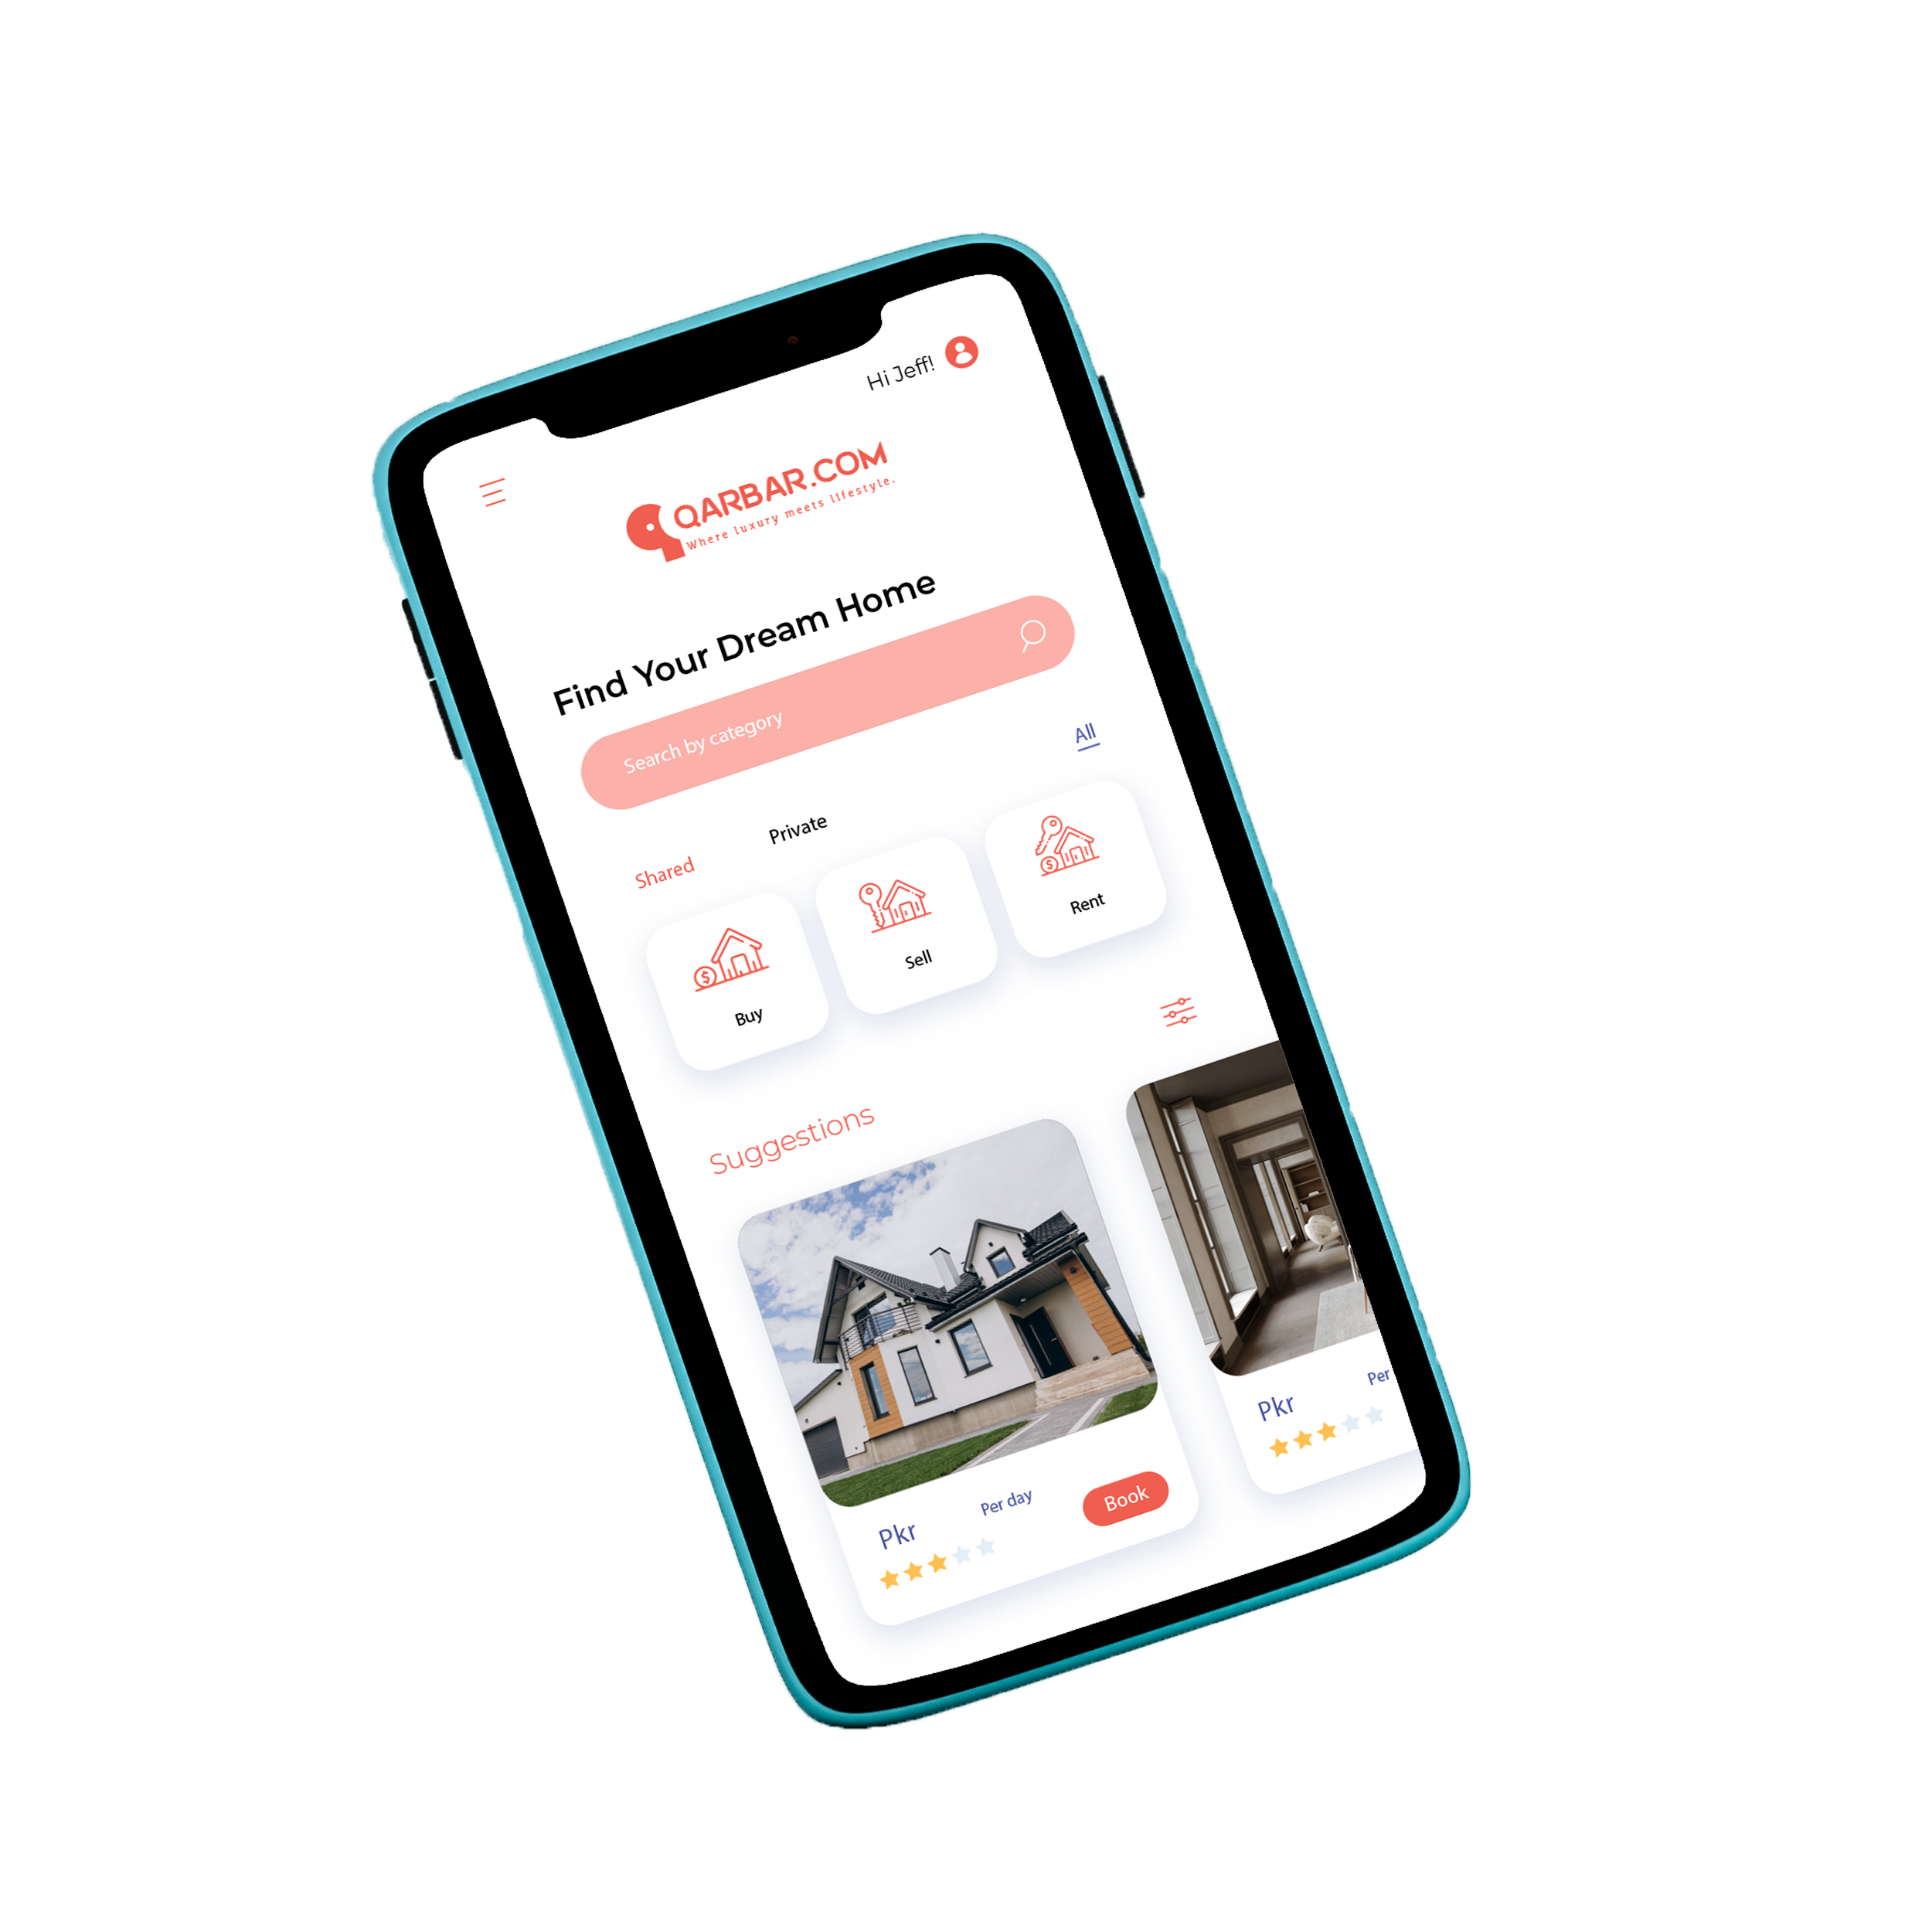 Hi Jeff!
QARBAR.COM
Where luxury meets lifestyle.
Find Your Dream Home
Search by category
All
Shared
Private
Buy
Sell
Rent
Suggestions
Pkr
Per day
Book
Pkr
Per